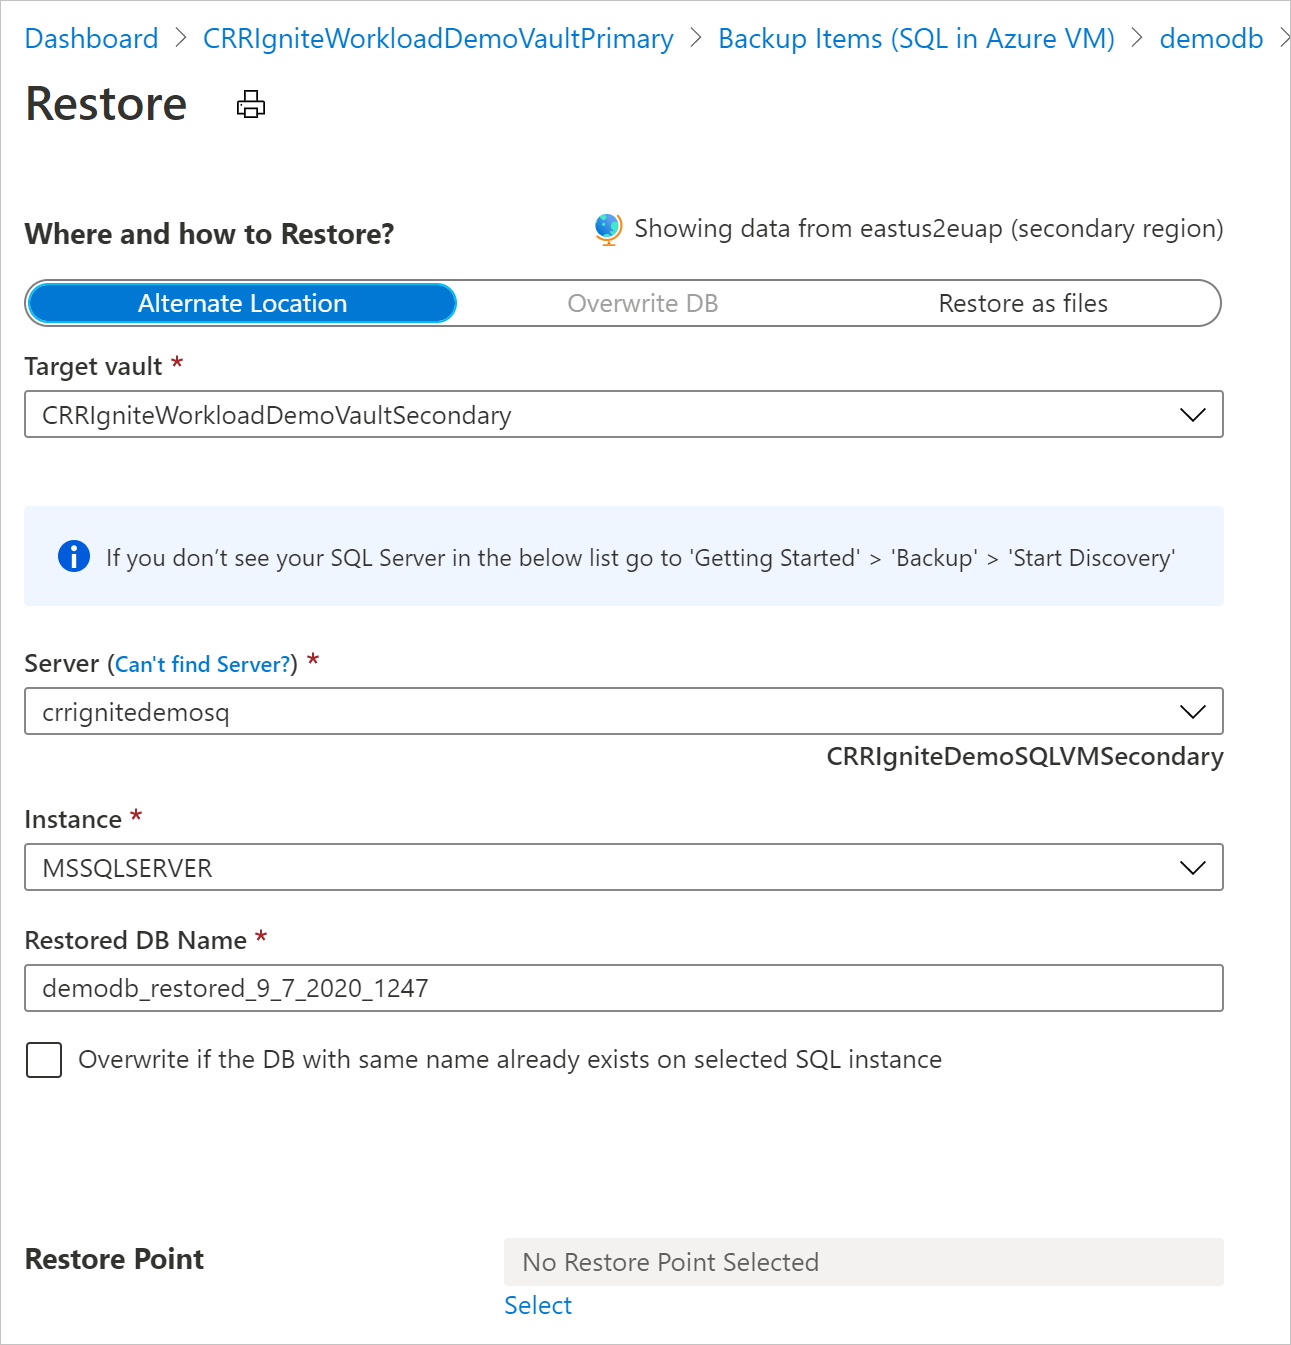 Dashboard > CRRIgniteWorkloadDemoVaultPrimary > Backup Items (SQL in Azure VM) > demodb >
Restore
Where and how to Restore?
Showing data from eastus2euap (secondary region)
Alternate Location Overwrite DB Restore as files
Target vault *
CRRIgniteWorkloadDemoVaultSecondary
If you don’t see your SQL Server in the below list go to 'Getting Started' > 'Backup' > 'Start Discovery'
Server (Can't find Server?) *
crrignitedemosq
CRRIgniteDemoSQLVMSecondary
Instance *
MSSQLSERVER
Restored DB Name *
demodb_restored_9_7_2020_1247
Overwrite if the DB with same name already exists on selected SQL instance
Restore Point
No Restore Point Selected
Select